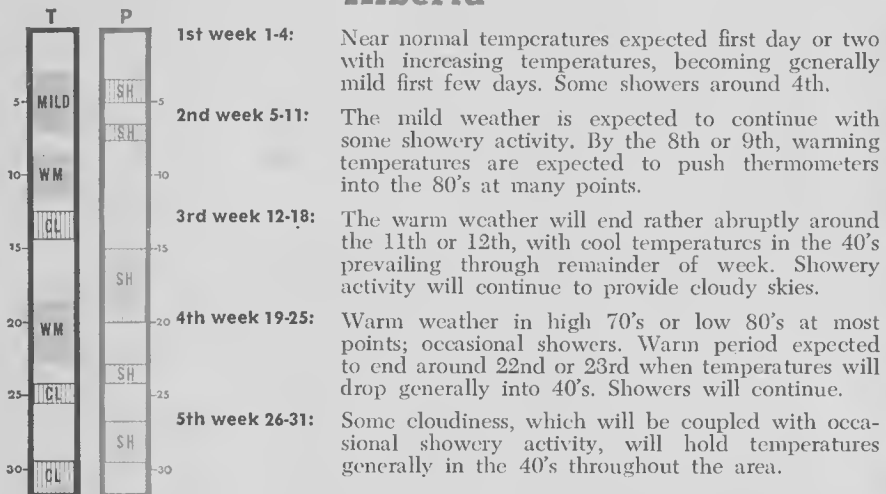 Alberta
T P
1st week 1-4: Near normal temperatures expected first day or two
with increasing temperatures, becoming generally
mild first few days. Some showers around 4th.
2nd week 5-11: The mild weather is expected to continue with
some showery activity. By the 8th or 9th, warming
temperatures are expected to push thermometers
into the 80's at many points.
3rd week 12-18: The warm weather will end rather abruptly around
the 11th or 12th, with cool temperatures in the 40's
prevailing through remainder of week. Showery
activity will continue to provide cloudy skies.
4th week 19-25: Warm weather in high 70's or low 80's at most
points; occasional showers. Warm period expected
to end around 22nd or 23rd when temperatures will
drop generally into 40's. Showers will continue.
5th week 26-31: Some cloudiness, which will be coupled with occa-
sional showery activity, will hold temperatures
generally in the 40's throughout the area.
SH
5- MILD -5
SH
10- WM -10
CL
15- -15
SH
20- WM -20
SH
25- CL -25
SH
30- CL -30